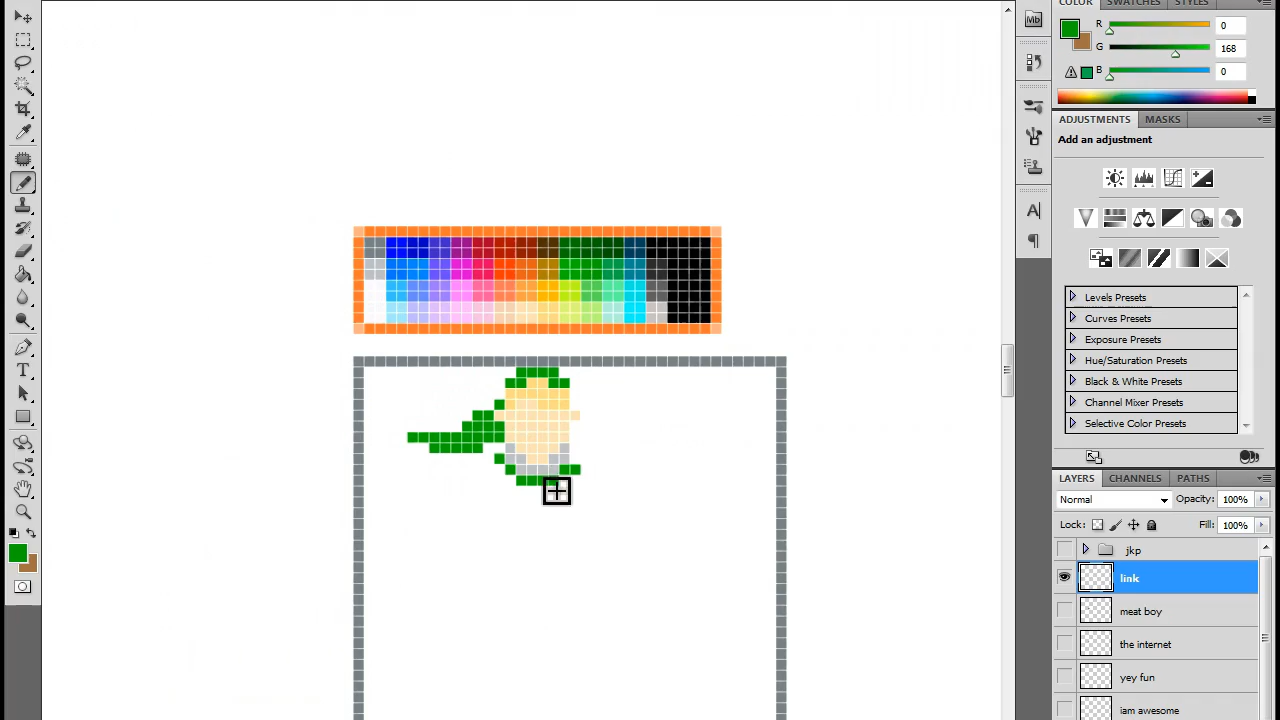 COLOR SWATCHES STYLES
R 0
G 168
B 0
ADJUSTMENTS MASKS
Add an adjustment
Levels Presets
Curves Presets
Exposure Presets
Hue/Saturation Presets
Black & White Presets
Channel Mixer Presets
Selective Color Presets
LAYERS CHANNELS PATHS
Normal Opacity: 100%
Lock: Fill: 100%
jkp
link
meat boy
the internet
yey fun
iam awesome
Mb
A
T